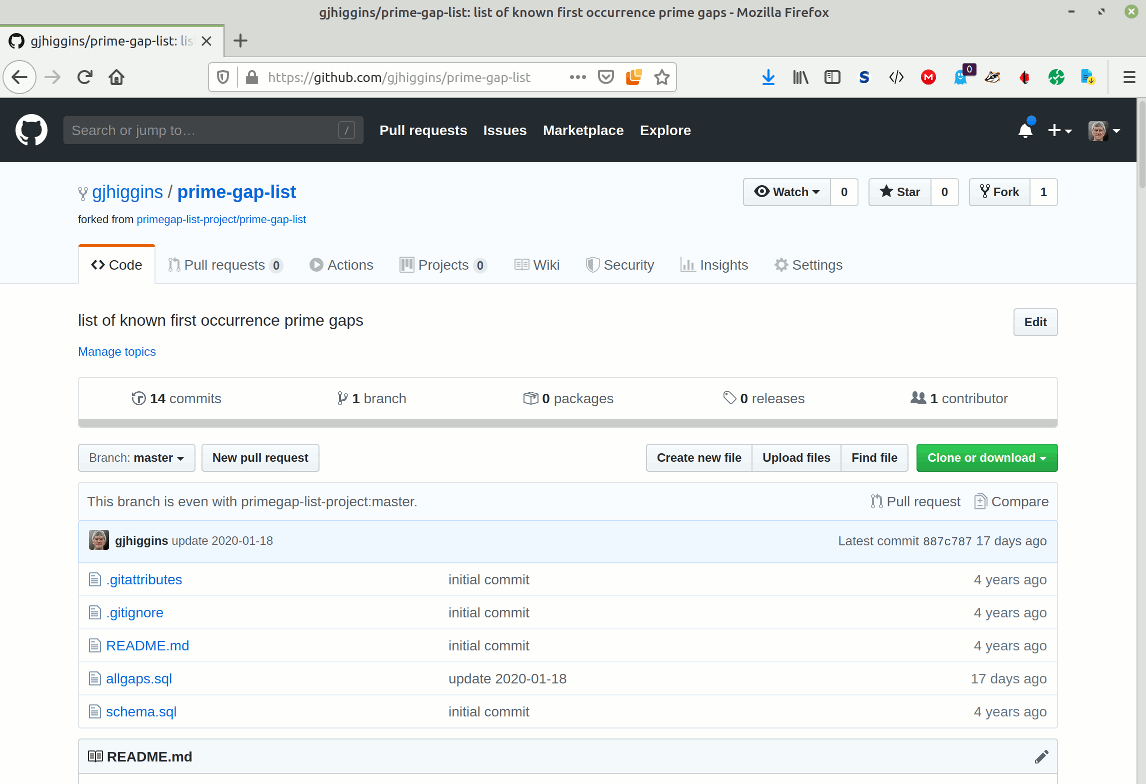 gjhiggins/prime-gap-list: list of known first occurrence prime gaps - Mozilla Firefox
gjhiggins/prime-gap-list: lis
https://github.com/gjhiggins/prime-gap-list
S </> M 0 t
Search or jump to… /
Pull requests Issues Marketplace Explore
gjhiggins / prime-gap-list
Watch 0 Star 0 Fork 1
forked from primegap-list-project/prime-gap-list
Code Pull requests 0 Actions Projects 0 Wiki Security Insights Settings
list of known first occurrence prime gaps
Edit
Manage topics
14 commits 1 branch 0 packages 0 releases 1 contributor
Branch: master New pull request Create new file Upload files Find file Clone or download
This branch is even with primegap-list-project:master. Pull request Compare
gjhiggins update 2020-01-18 Latest commit 887c787 17 days ago
.gitattributes initial commit 4 years ago
.gitignore initial commit 4 years ago
README.md initial commit 4 years ago
allgaps.sql update 2020-01-18 17 days ago
schema.sql initial commit 4 years ago
README.md